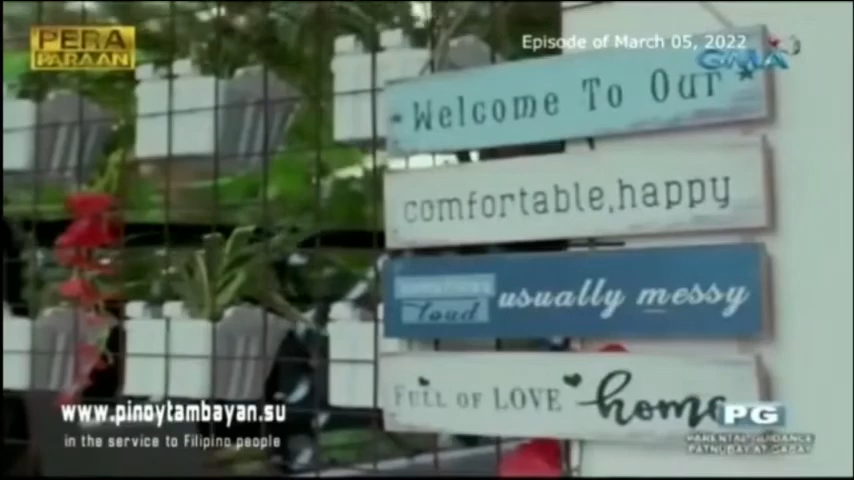 PERA
PARAAN
Episode of March 05, 2022
GMA
Welcome To Our
comfortable,happy
loud
usually messy
FULL OF LOVE home
PG
PARENTAL GUIDANCE
PATNUBAY AT GABAY
www.pinoytambayan.su
in the service to Filipino people